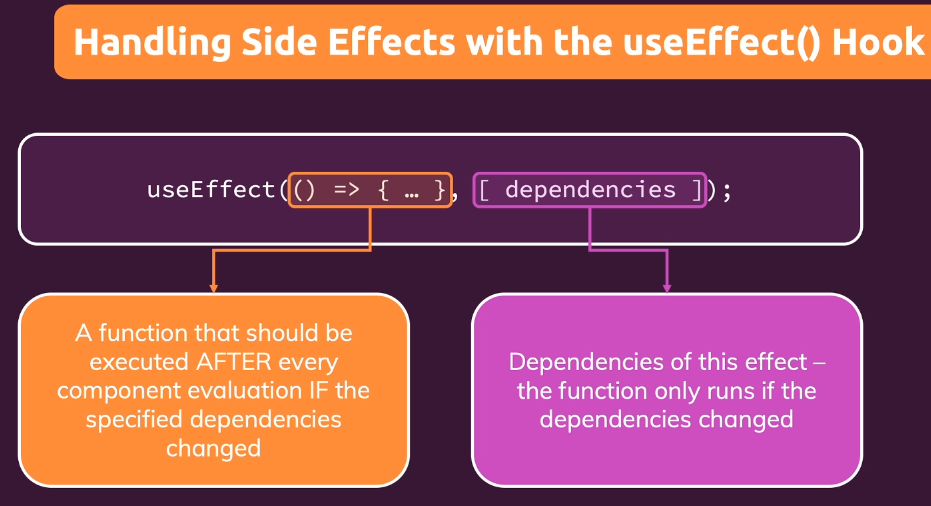 Handling Side Effects with the useEffect() Hook
useEffect(() => { … }, [ dependencies ]);
A function that should be
executed AFTER every
component evaluation IF the
specified dependencies
changed
Dependencies of this effect –
the function only runs if the
dependencies changed